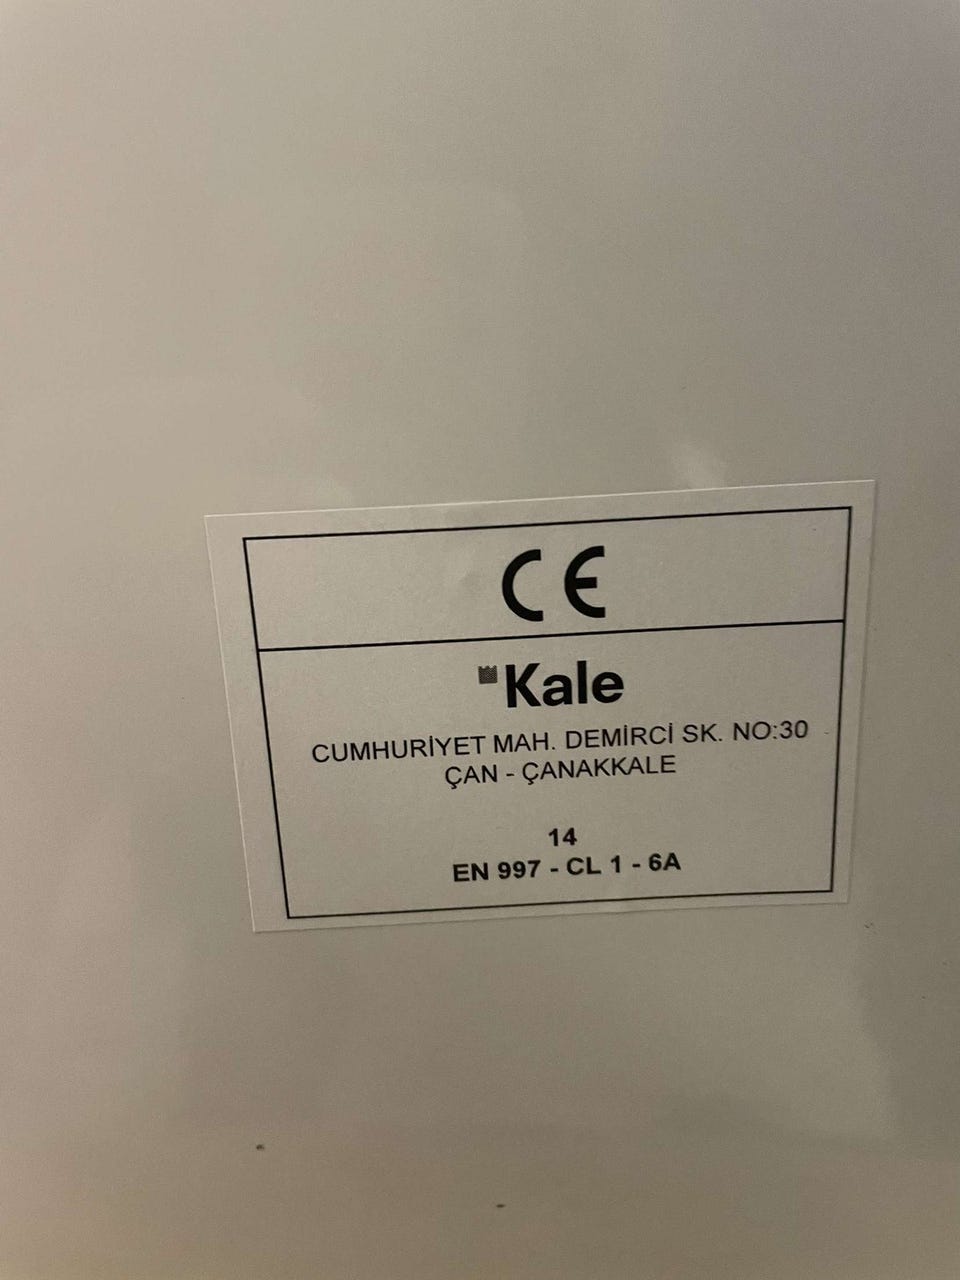 CE
Kale
CUMHURİYET MAH. DEMİRCİ SK. NO:30
ÇAN - ÇANAKKALE
14
EN 997 - CL 1 - 6A